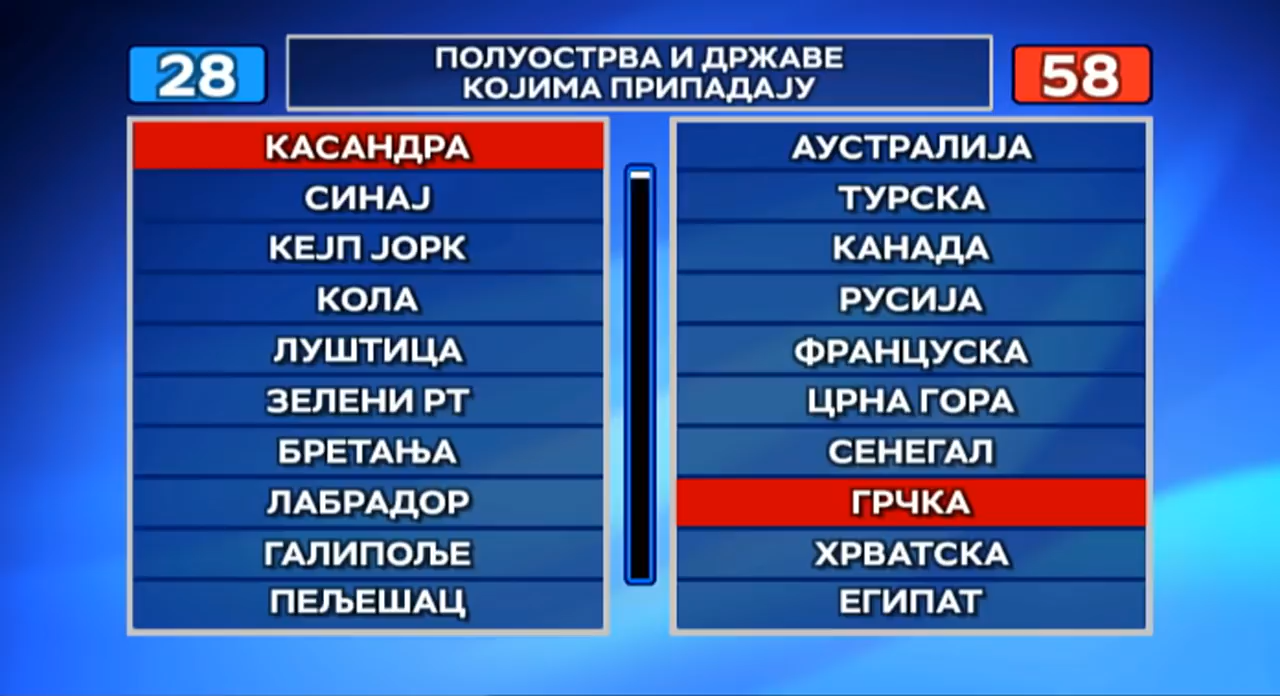 28
ПОЛУОСТРВА И ДРЖАВЕ
КОЈИМА ПРИПАДАЈУ
58
КАСАНДРА
СИНАЈ
КЕЈП ЈОРК
КОЛА
ЛУШТИЦА
ЗЕЛЕНИ РТ
БРЕТАЊА
ЛАБРАДОР
ГАЛИПОЉЕ
ПЕЉЕШАЦ
АУСТРАЛИЈА
ТУРСКА
КАНАДА
РУСИЈА
ФРАНЦУСКА
ЦРНА ГОРА
СЕНЕГАЛ
ГРЧКА
ХРВАТСКА
ЕГИПАТ